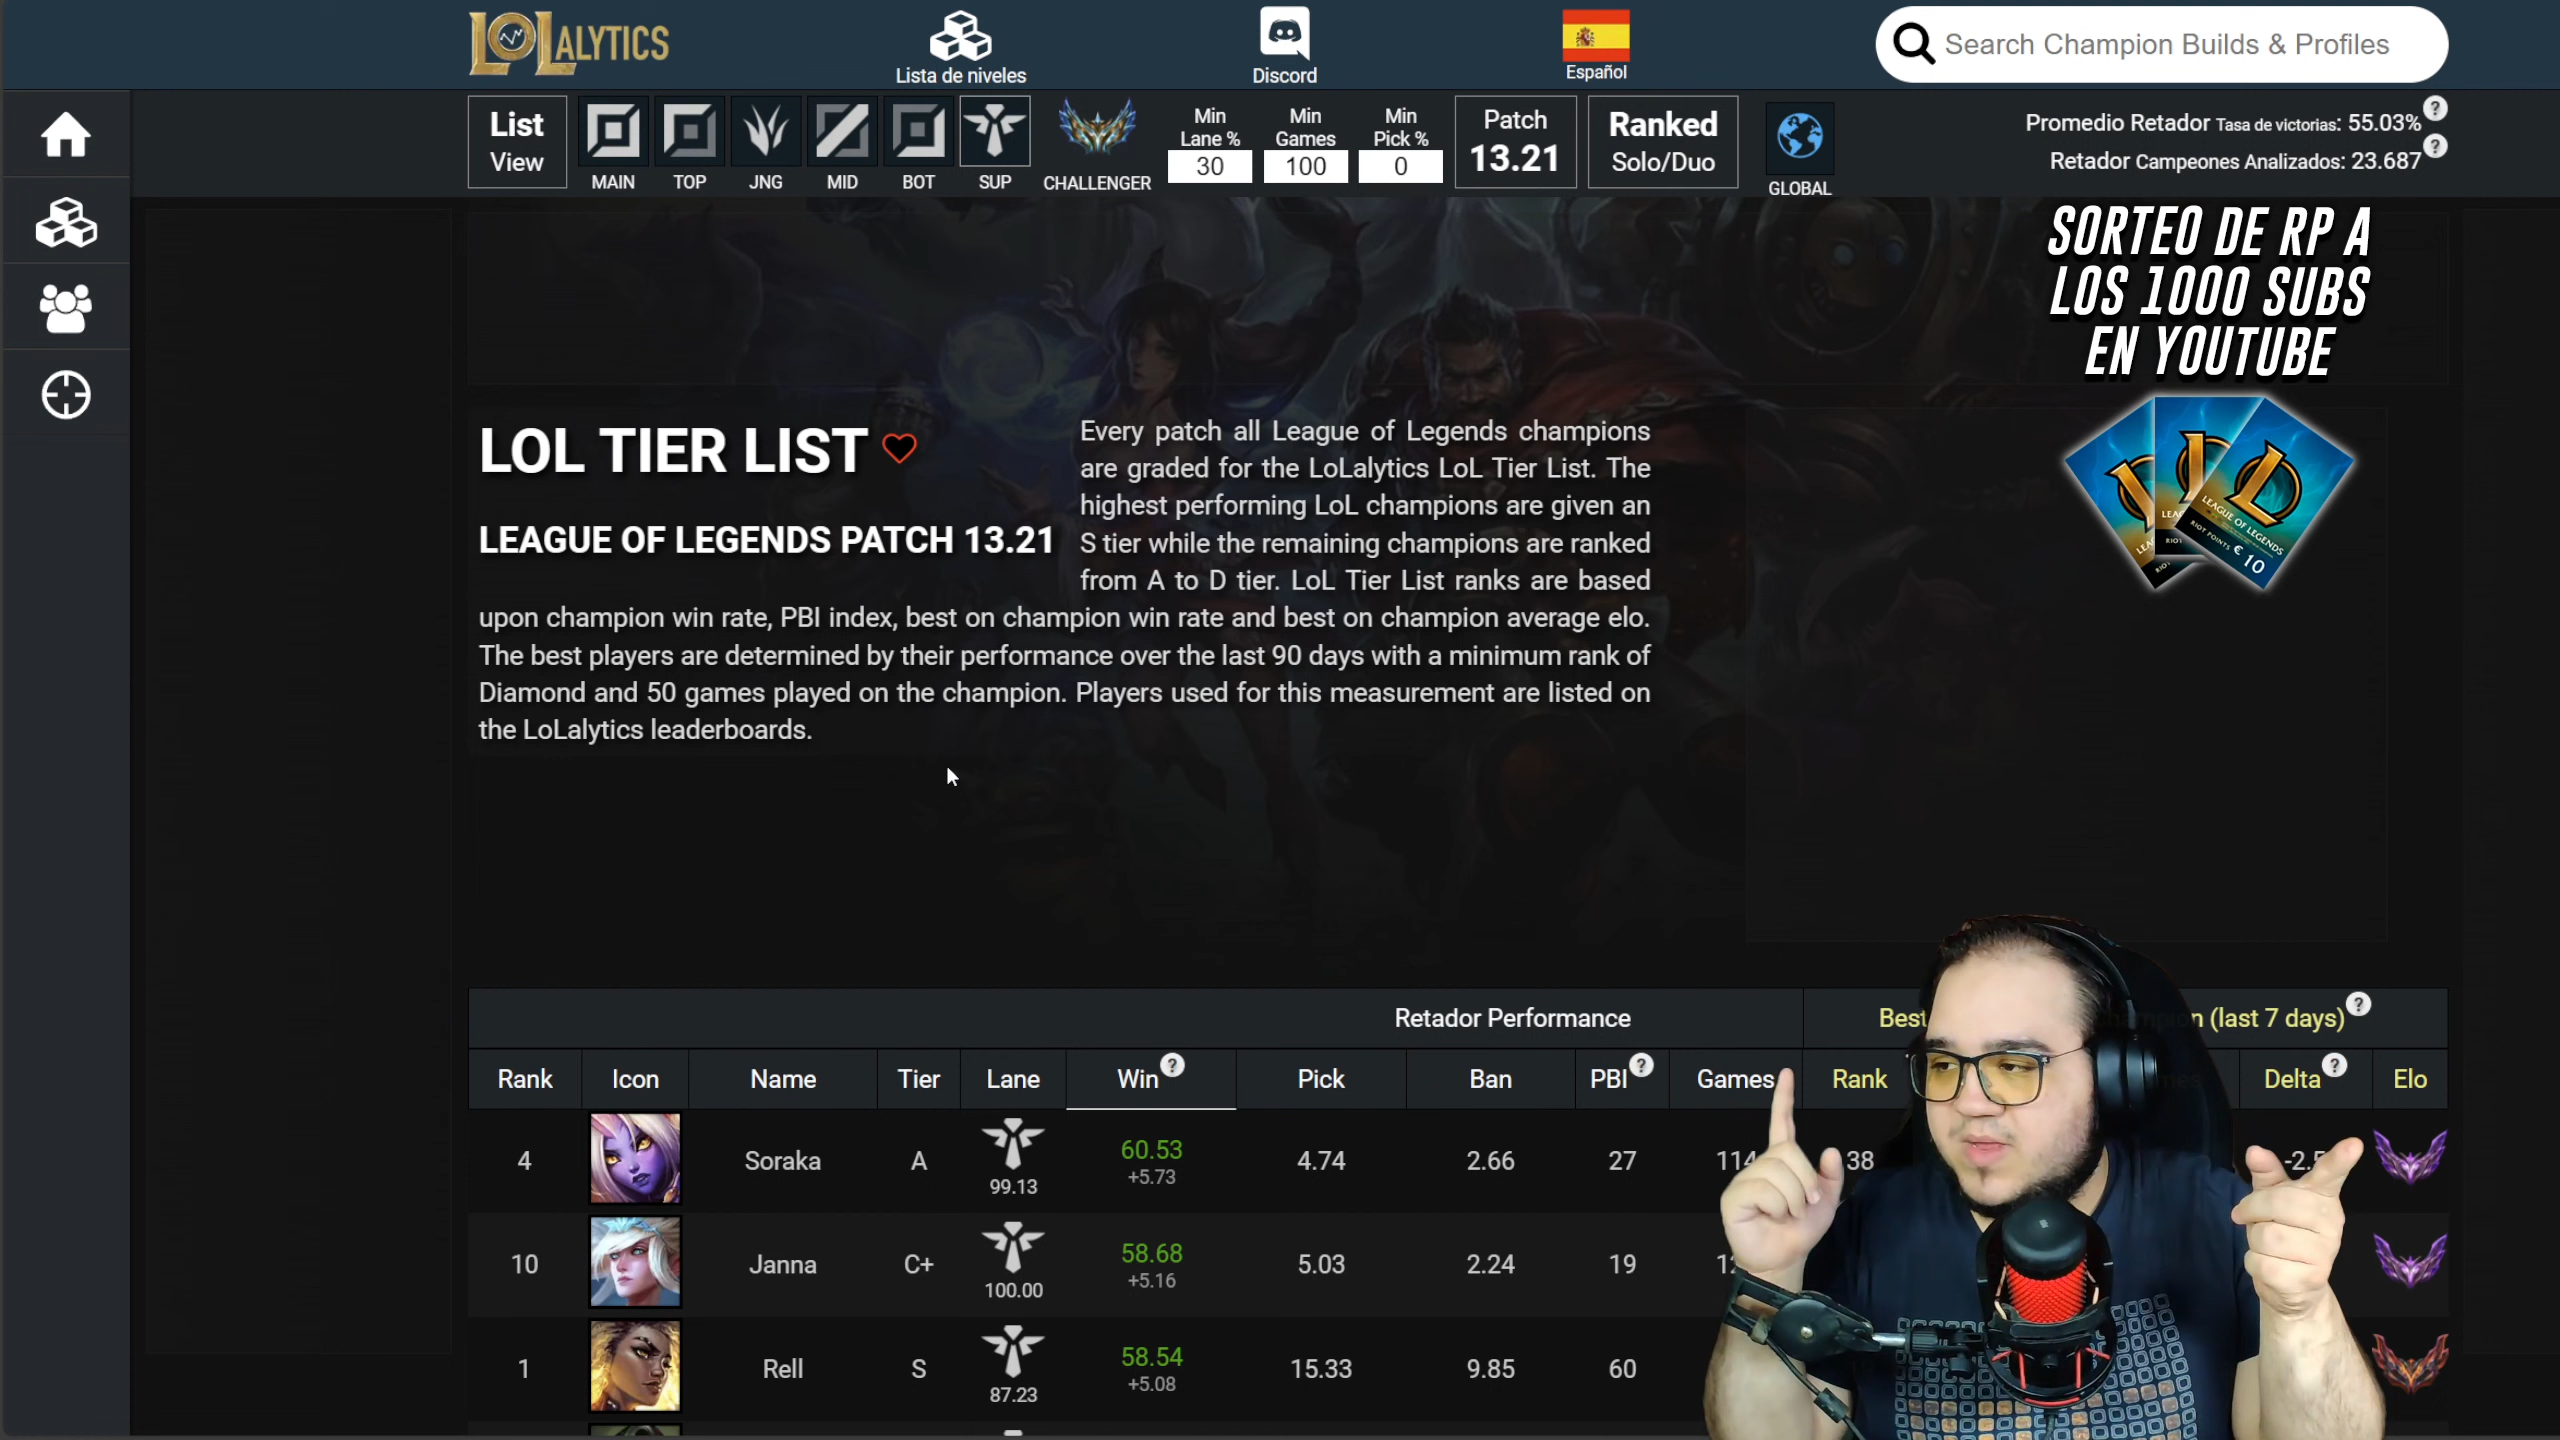 LOLALYTICS
Lista de niveles
Discord
Español
Search Champion Builds & Profiles
List
View
MAIN
TOP
JNG
MID
BOT
SUP
CHALLENGER
Min
Lane %
30
Min
Games
100
Min
Pick %
0
Patch
13.21
Ranked
Solo/Duo
GLOBAL
Promedio Retador Tasa de victorias: 55.03%
Retador Campeones Analizados: 23.687
SORTEO DE RP A
LOS 1000 SUBS
EN YOUTUBE
LEAGUE OF LEGENDS
RIOT POINTS € 10
LOL TIER LIST
LEAGUE OF LEGENDS PATCH 13.21
Every patch all League of Legends champions
are graded for the LoLalytics LoL Tier List. The
highest performing LoL champions are given an
S tier while the remaining champions are ranked
from A to D tier. LoL Tier List ranks are based
upon champion win rate, PBI index, best on champion win rate and best on champion average elo.
The best players are determined by their performance over the last 90 days with a minimum rank of
Diamond and 50 games played on the champion. Players used for this measurement are listed on
the LoLalytics leaderboards.
Retador Performance
Best (last 7 days)
Rank Icon Name Tier Lane Win Pick Ban PBI Games Rank Delta Elo
4 Soraka A 99.13 60.53 +5.73 4.74 2.66 27 114 38
10 Janna C+ 100.00 58.68 +5.16 5.03 2.24 19
1 Rell S 87.23 58.54 +5.08 15.33 9.85 60